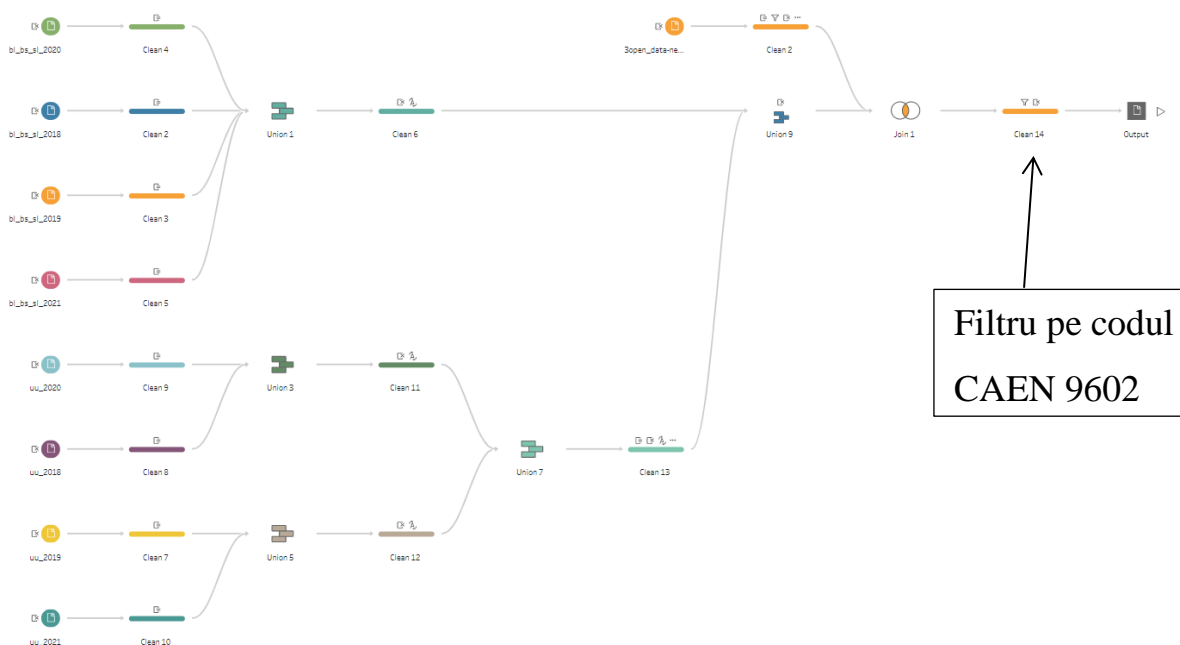 bl_bs_sl_2020
Clean 4
3open_data-ne...
Clean 2
bl_bs_sl_2018
Clean 2
Union 1
Clean 6
Union 9
Join 1
Clean 14
Output
bl_bs_sl_2019
Clean 3
bl_bs_sl_2021
Clean 5
Filtru pe codul
CAEN 9602
uu_2020
Clean 9
Union 3
Clean 11
uu_2018
Clean 8
Union 7
Clean 13
uu_2019
Clean 7
Union 5
Clean 12
uu_2021
Clean 10